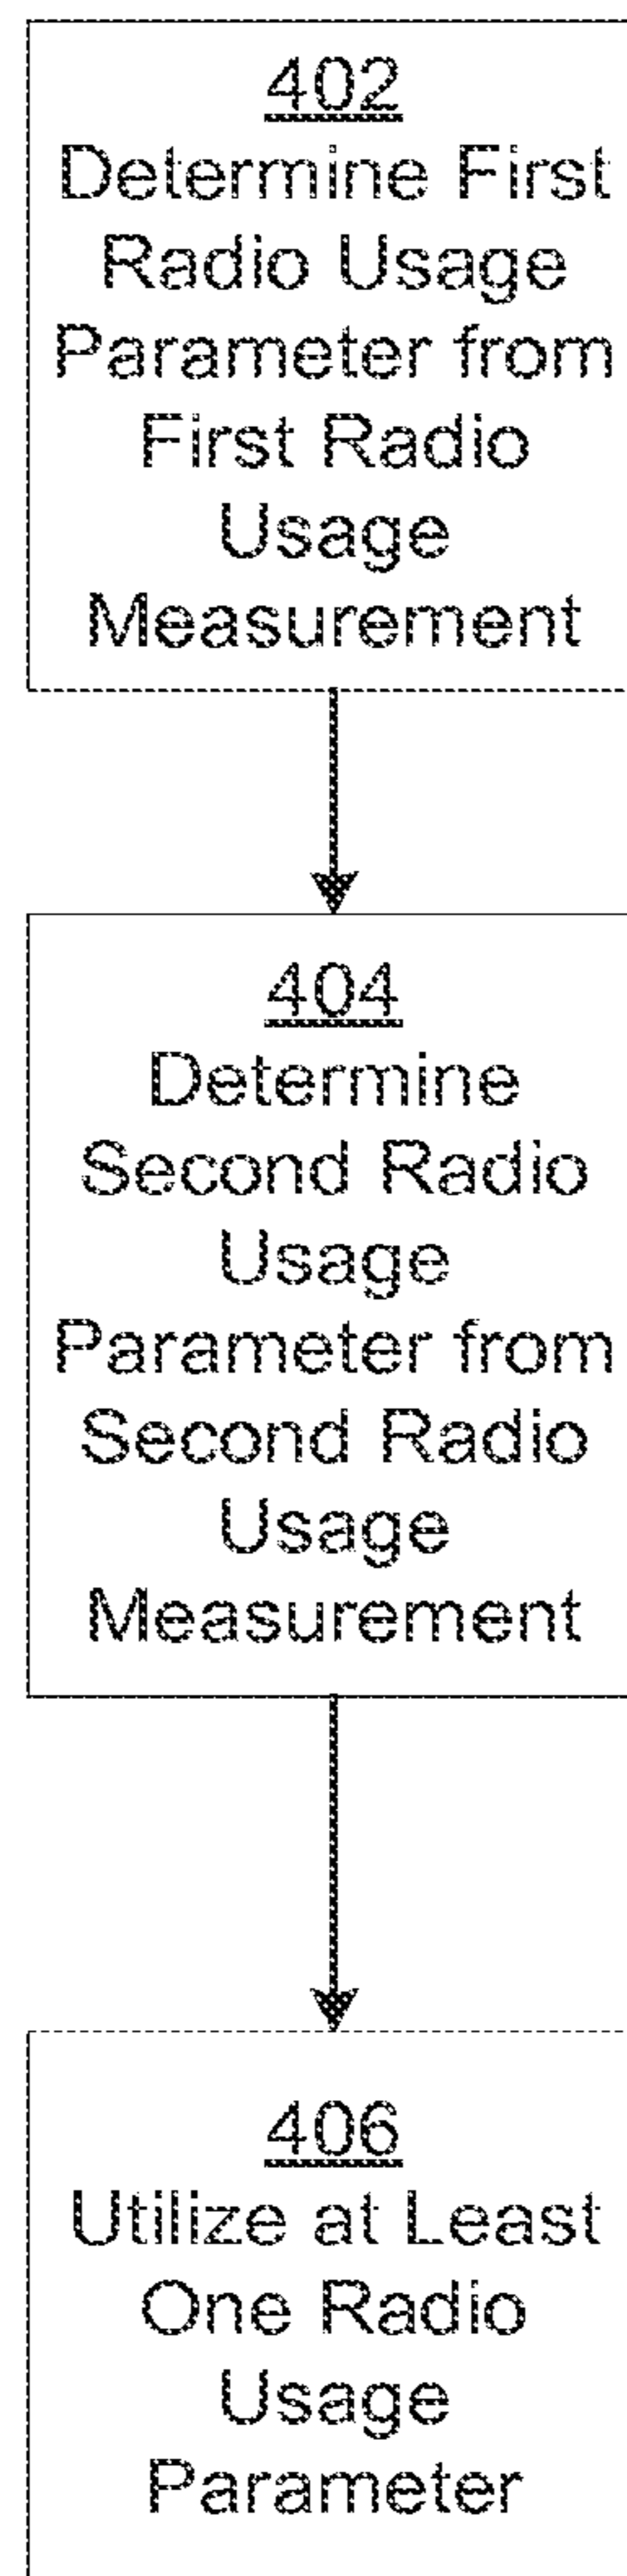 402
Determine First
Radio Usage
Parameter from
First Radio
Usage
Measurement
404
Determine
Second Radio
Usage
Parameter from
Second Radio
Usage
Measurement
406
Utilize at Least
One Radio
Usage
Parameter